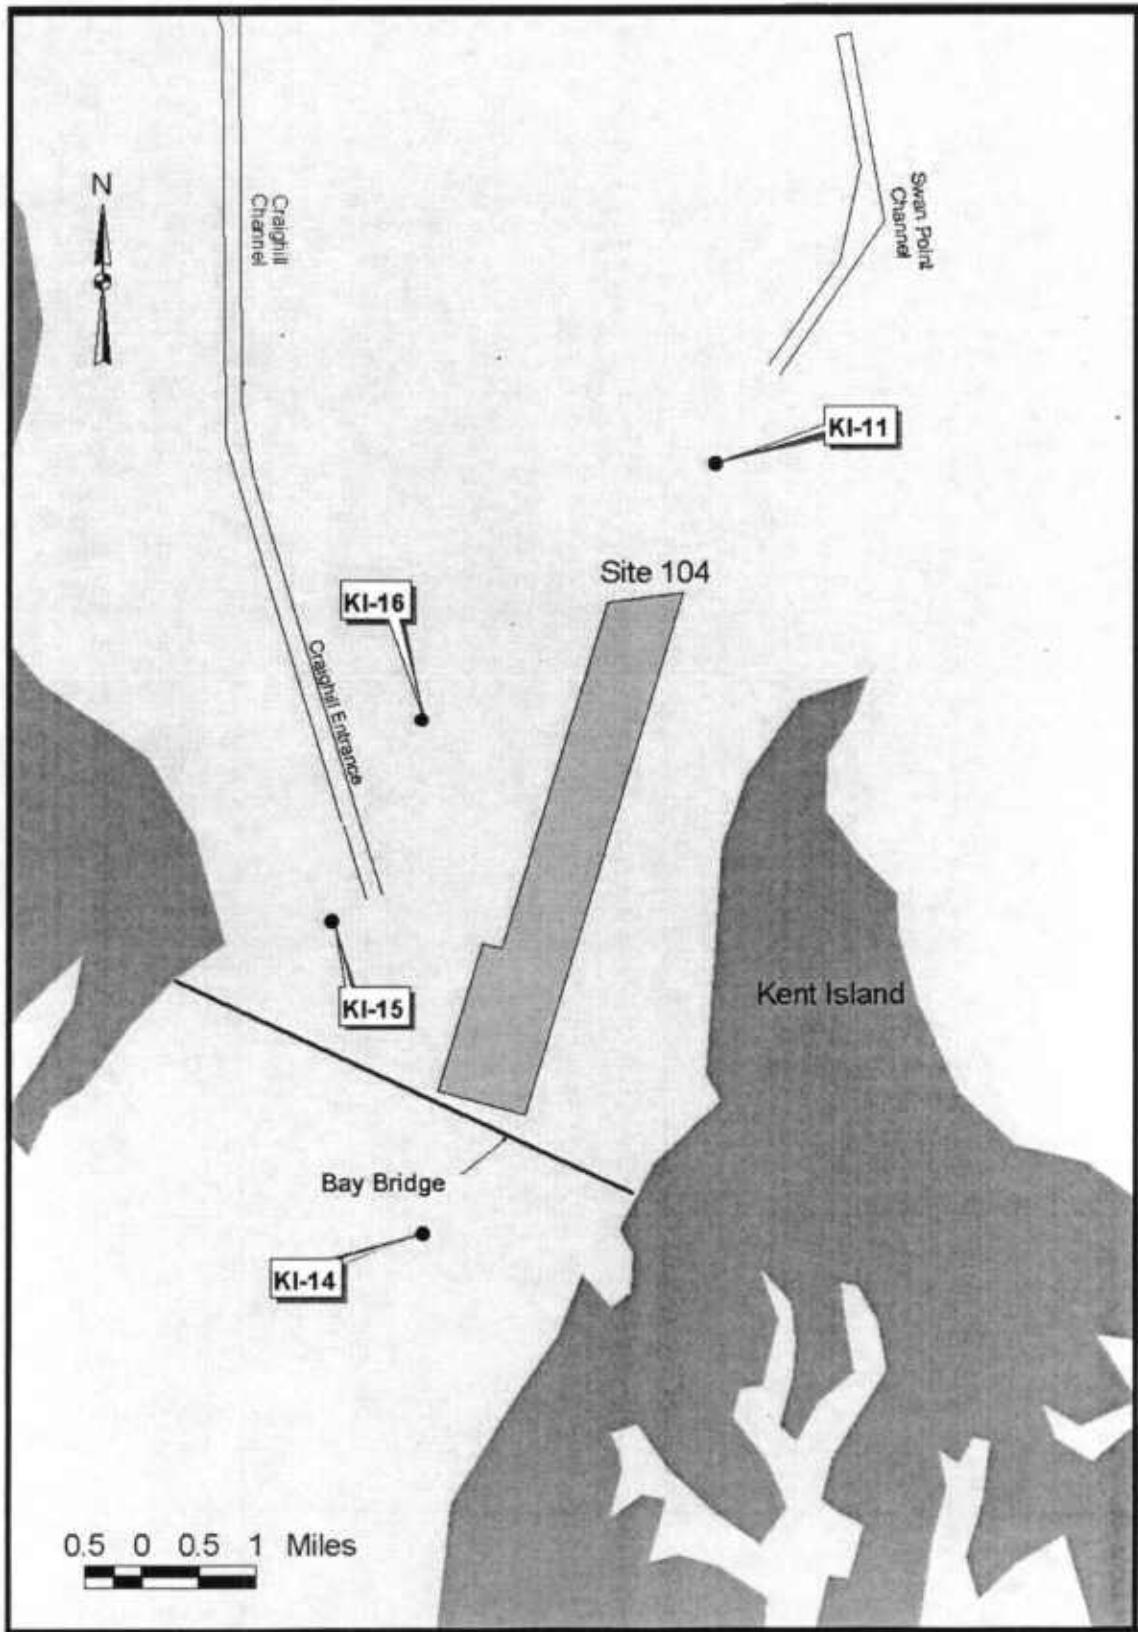 N
Craighill
Channel
Swan Point
Channel
KI-11
Site 104
KI-16
Craighill Entrance
Kent Island
KI-15
Bay Bridge
KI-14
0.5 0 0.5 1 Miles